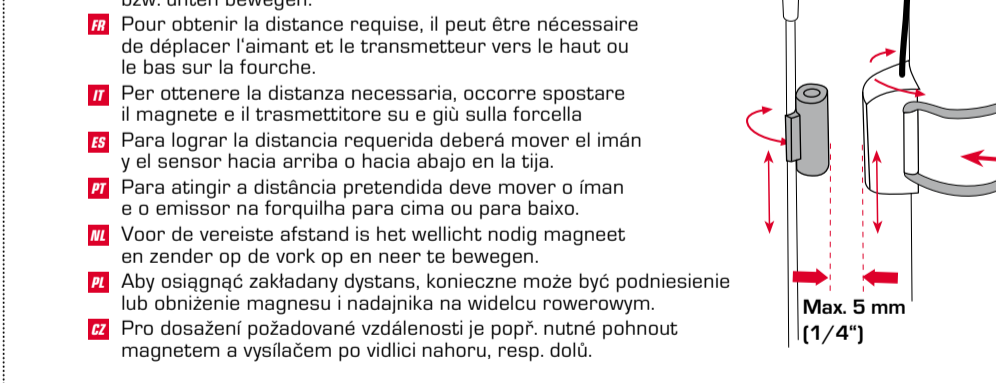 bzw. unten bewegen.
FR Pour obtenir la distance requise, il peut être nécessaire
de déplacer l'aimant et le transmetteur vers le haut ou
le bas sur la fourche.
IT Per ottenere la distanza necessaria, occorre spostare
il magnete e il trasmettitore su e giù sulla forcella
ES Para lograr la distancia requerida deberá mover el imán
y el sensor hacia arriba o hacia abajo en la tija.
PT Para atingir a distância pretendida deve mover o íman
e o emissor na forquilha para cima ou para baixo.
NL Voor de vereiste afstand is het wellicht nodig magneet
en zender op de vork op en neer te bewegen.
PL Aby osiągnąć zakładany dystans, konieczne może być podniesienie
lub obniżenie magnesu i nadajnika na widelcu rowerowym.
CZ Pro dosažení požadované vzdálenosti je popř. nutné pohnout
magnetem a vysílačem po vidlici nahoru, resp. dolů.
Max. 5 mm
(1/4“)